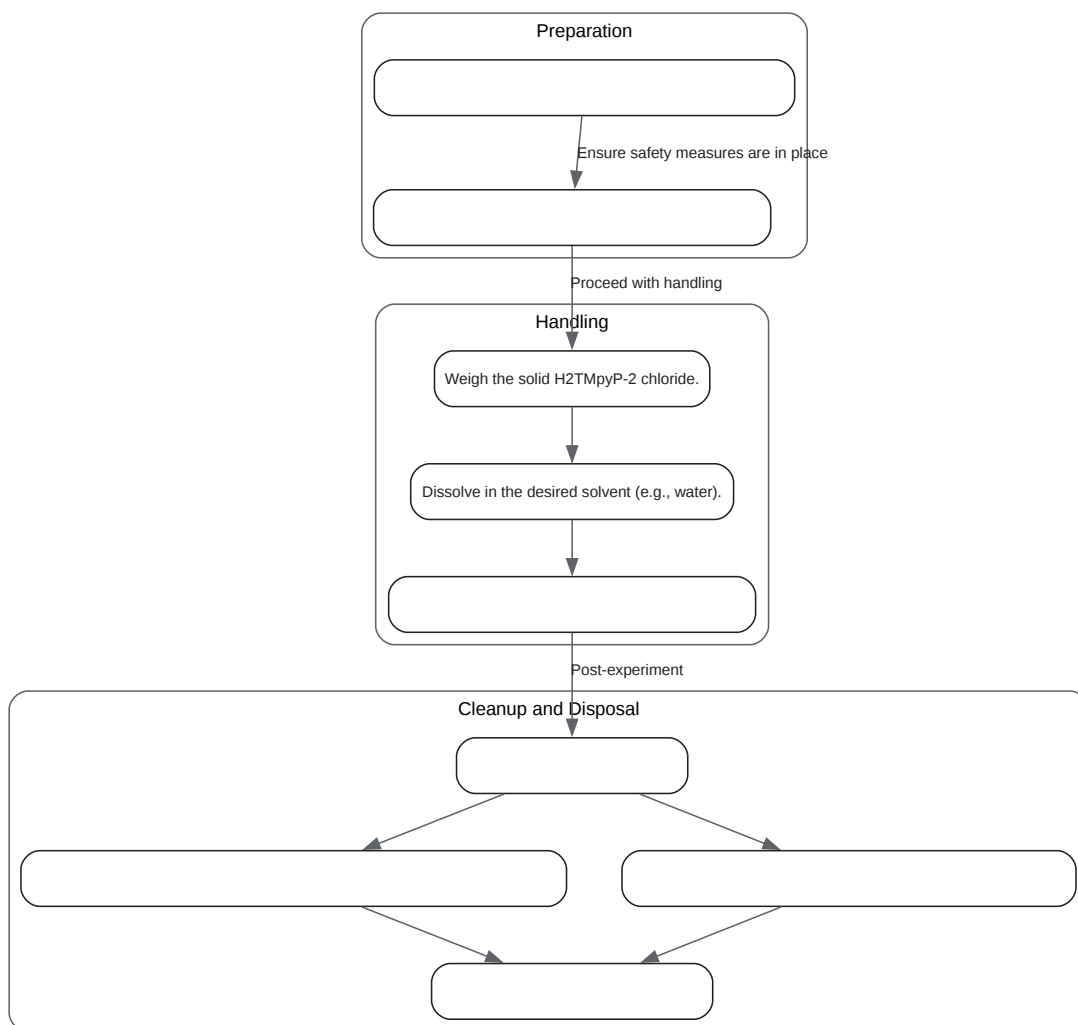 Preparation
Ensure safety measures are in place
Proceed with handling
Handling
Weigh the solid H2TMpyP-2 chloride.
Dissolve in the desired solvent (e.g., water).
Post-experiment
Cleanup and Disposal